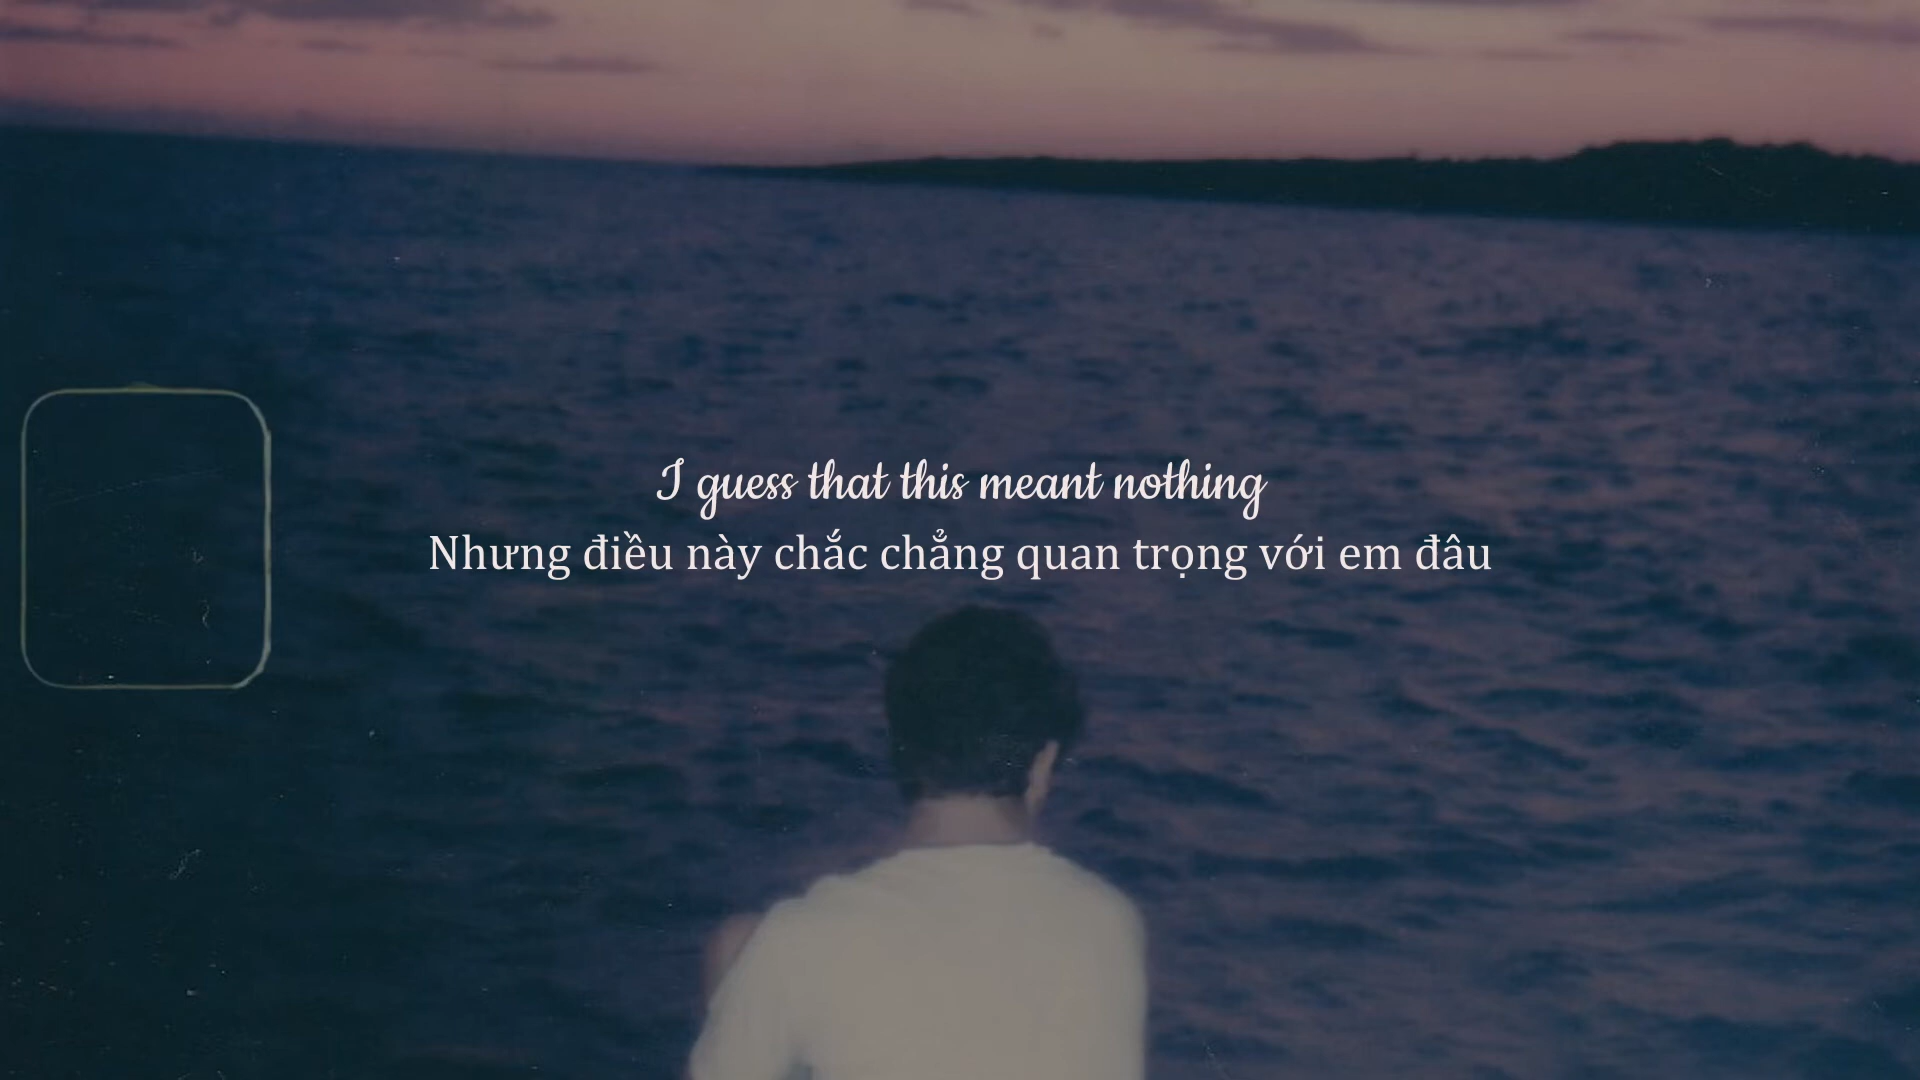 I guess that this meant nothing
Nhưng điều này chắc chẳng quan trọng với em đâu